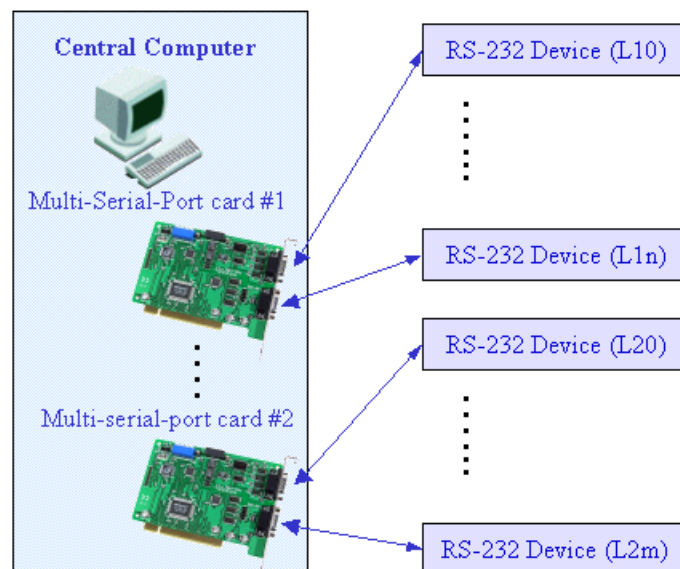 Central Computer
RS-232 Device (L10)
Multi-Serial-Port card #1
RS-232 Device (L1n)
RS-232 Device (L20)
Multi-serial-port card #2
RS-232 Device (L2m)